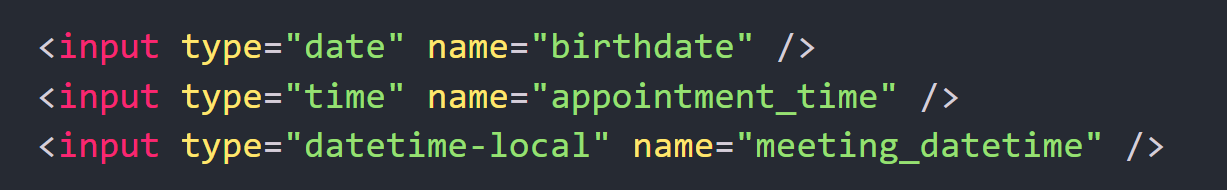 <input type="date" name="birthdate" />
<input type="time" name="appointment_time" />
<input type="datetime-local" name="meeting_datetime" />